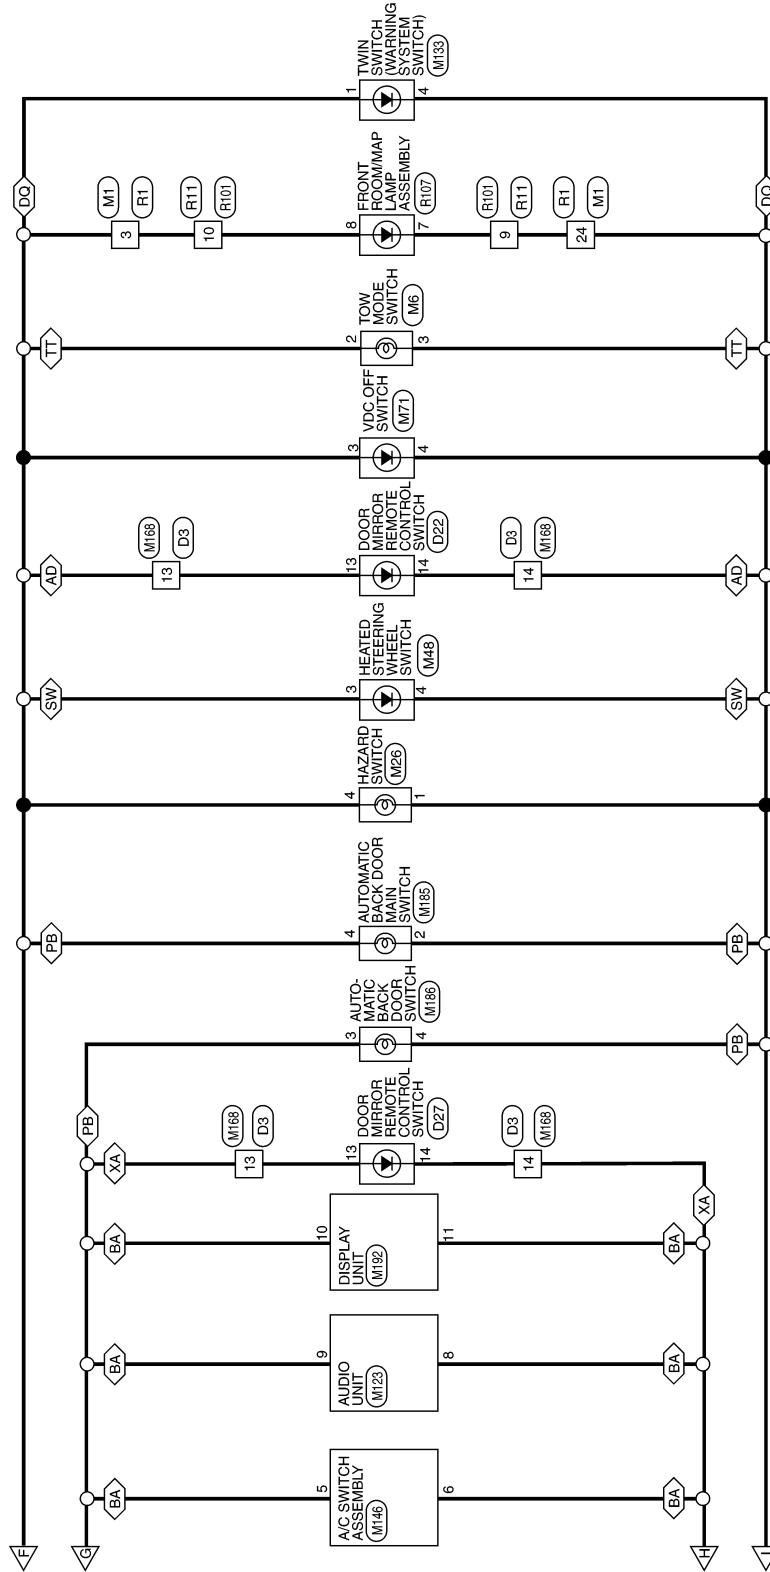 TWIN
SWITCH
(WARNING
SYSTEM
SWITCH)
M133
1
4
DQ
DQ
M1
R1
3
R11
R101
10
FRONT
ROOM/MAP
LAMP
ASSEMBLY
R107
8
7
R101
R11
9
R1
M1
24
TT
TOW
MODE
SWITCH
M6
2
3
TT
VDC OFF
SWITCH
M71
3
4
AD
M168
D3
13
DOOR
MIRROR
REMOTE
CONTROL
SWITCH
D22
13
14
D3
M168
14
AD
SW
HEATED
STEERING
WHEEL
SWITCH
M48
3
4
SW
HAZARD
SWITCH
M26
4
1
PB
AUTOMATIC
BACK DOOR
MAIN
SWITCH
M185
4
2
PB
AUTO-
MATIC
BACK
DOOR
SWITCH
M186
3
4
PB
PB
XA
M168
D3
13
DOOR
MIRROR
REMOTE
CONTROL
SWITCH
D27
13
14
D3
M168
14
XA
BA
10
DISPLAY
UNIT
M192
11
BA
BA
9
AUDIO
UNIT
M123
8
BA
BA
5
A/C SWITCH
ASSEMBLY
M146
6
BA
F
G
H
I